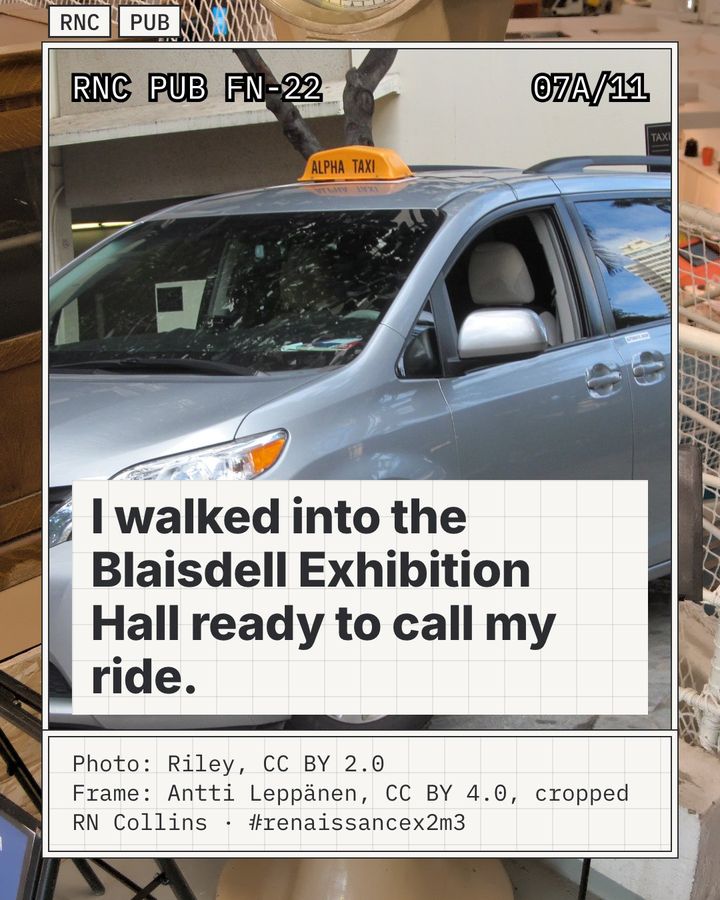 RNC PUB
RNC PUB FN-22 07A/11
TAXI
ALPHA TAXI
I walked into the
Blaisdell Exhibition
Hall ready to call my
ride.
Photo: Riley, CC BY 2.0
Frame: Antti Leppänen, CC BY 4.0, cropped
RN Collins · #renaissancex2m3